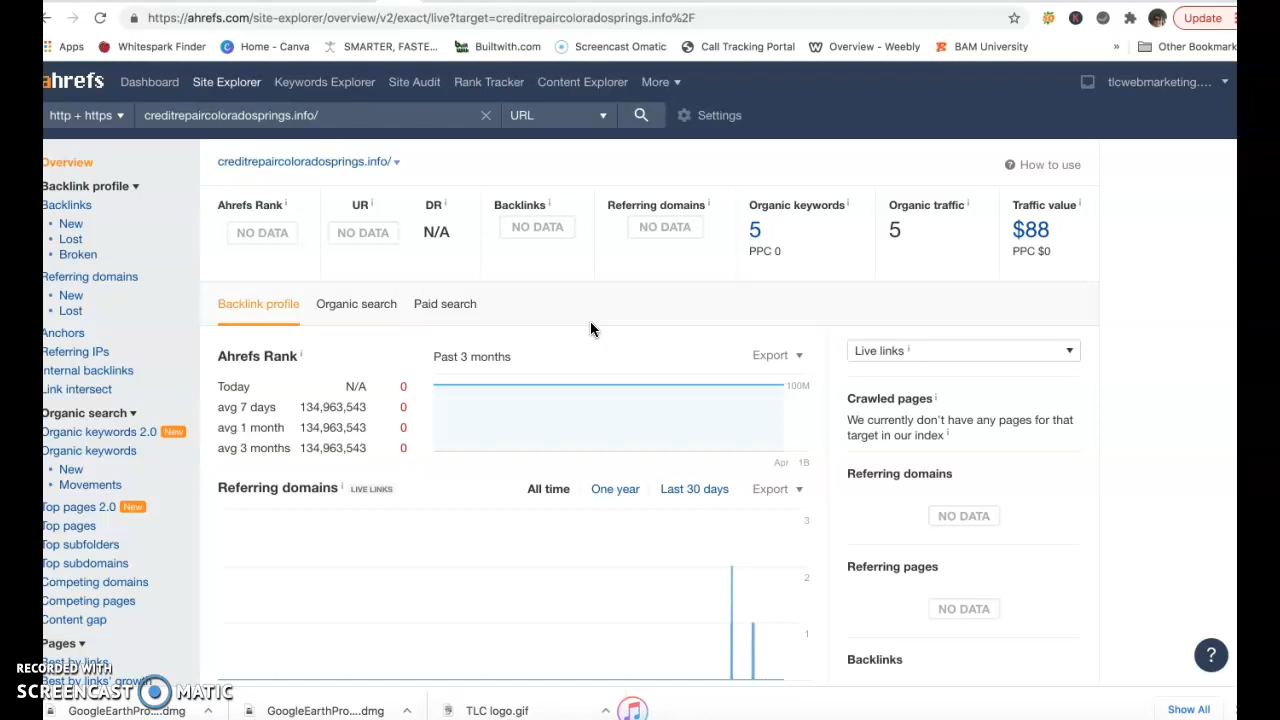 https://ahrefs.com/site-explorer/overview/v2/exact/live?target=creditrepaircoloradosprings.info%2F
Update
Apps
Whitespark Finder
Home - Canva
SMARTER, FASTE...
Builtwith.com
Screencast Omatic
Call Tracking Portal
Overview - Weebly
BAM University
»
Other Bookmark
ahrefs
Dashboard
Site Explorer
Keywords Explorer
Site Audit
Rank Tracker
Content Explorer
More
tlcwebmarketing....
http + https
creditrepaircoloradosprings.info/
URL
Settings
Overview
Backlink profile
Backlinks
• New
• Lost
• Broken
Referring domains
• New
• Lost
Anchors
Referring IPs
Internal backlinks
Link intersect
Organic search
Organic keywords 2.0 New
Organic keywords
• New
• Movements
Top pages 2.0 New
Top pages
Top subfolders
Top subdomains
Competing domains
Competing pages
Content gap
Pages
Best by links
Best by links' growth
creditrepaircoloradosprings.info/
How to use
Ahrefs Rank
NO DATA
UR
NO DATA
DR
N/A
Backlinks
NO DATA
Referring domains
NO DATA
Organic keywords
5
PPC 0
Organic traffic
5
Traffic value
$88
PPC $0
Backlink profile
Organic search
Paid search
Ahrefs Rank
Past 3 months
Export
Today N/A 0
avg 7 days 134,963,543 0
avg 1 month 134,963,543 0
avg 3 months 134,963,543 0
100M
Apr 1B
Referring domains LIVE LINKS
All time
One year
Last 30 days
Export
3
2
1
Live links
Crawled pages
We currently don't have any pages for that
target in our index
Referring domains
NO DATA
Referring pages
NO DATA
Backlinks
?
RECORDED WITH
SCREENCAST MATIC
GoogleEarthPro....dmg
GoogleEarthPro....dmg
TLC logo.gif
Show All